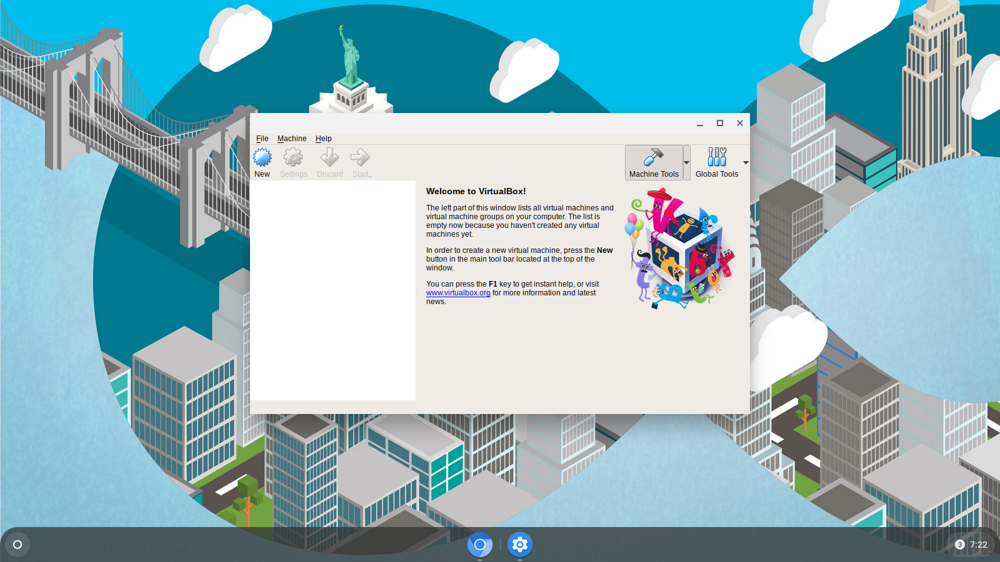 File Machine Help
New Settings Discard Start
Machine Tools Global Tools
Welcome to VirtualBox!
The left part of this window lists all virtual machines and
virtual machine groups on your computer. The list is
empty now because you haven't created any virtual
machines yet.
In order to create a new virtual machine, press the New
button in the main tool bar located at the top of the
window.
You can press the F1 key to get instant help, or visit
www.virtualbox.org for more information and latest
news.
3 7:22